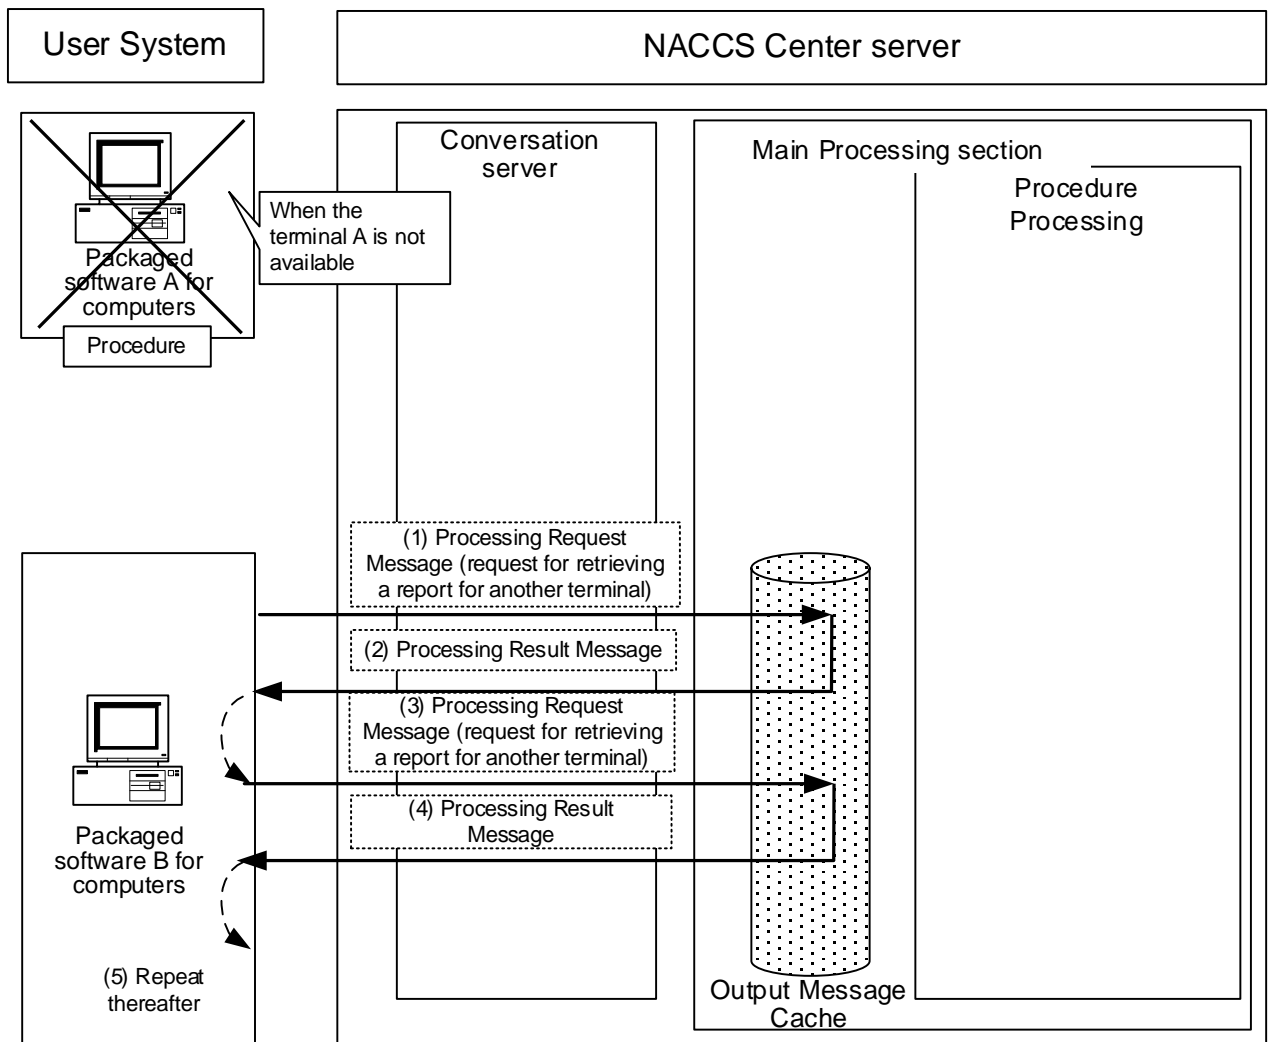 User System
NACCS Center server
Conversation
server
Main Processing section
Procedure
Processing
When the
terminal A is not
available
Packaged
software A for
computers
Procedure
(1) Processing Request
Message (request for retrieving
a report for another terminal)
(2) Processing Result Message
(3) Processing Request
Message (request for retrieving
a report for another terminal)
(4) Processing Result
Message
Packaged
software B for
computers
(5) Repeat
thereafter
Output Message
Cache